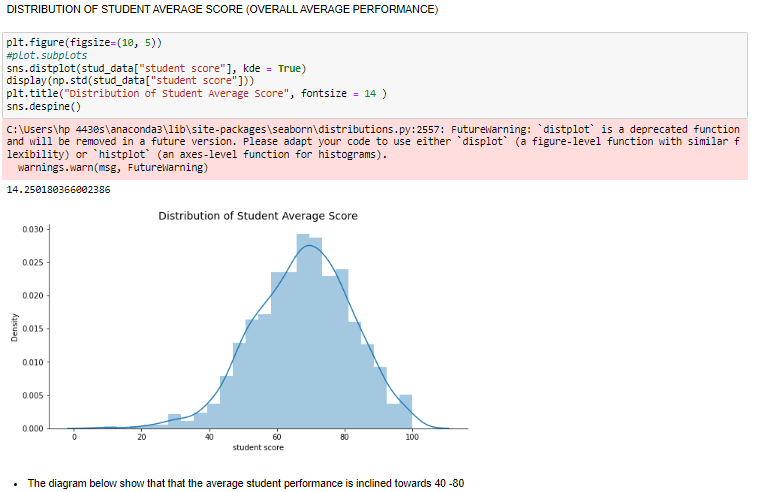 DISTRIBUTION OF STUDENT AVERAGE SCORE (OVERALL AVERAGE PERFORMANCE)
plt.figure(figsize=(10, 5))
#plot.subplots
sns.distplot(stud_data["student score"], kde = True)
display(np.std(stud_data["student score"]))
plt.title("Distribution of Student Average Score", fontsize = 14 )
sns.despine()
C:\Users\hp 4430s\anaconda3\lib\site-packages\seaborn\distributions.py:2557: FutureWarning: `distplot` is a deprecated function
and will be removed in a future version. Please adapt your code to use either `displot` (a figure-level function with similar f
lexibility) or `histplot` (an axes-level function for histograms).
warnings.warn(msg, FutureWarning)
14.250180366002386
Distribution of Student Average Score
0.030
0.025
0.020
0.015
0.010
0.005
0.000
Density
0 20 40 60 80 100
student score
• The diagram below show that that the average student performance is inclined towards 40 -80